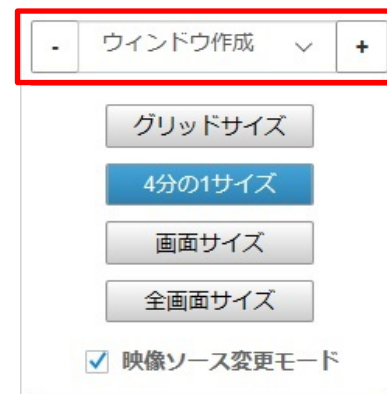 - ウィンドウ作成 +
グリッドサイズ
4分の1サイズ
画面サイズ
全画面サイズ
映像ソース変更モード